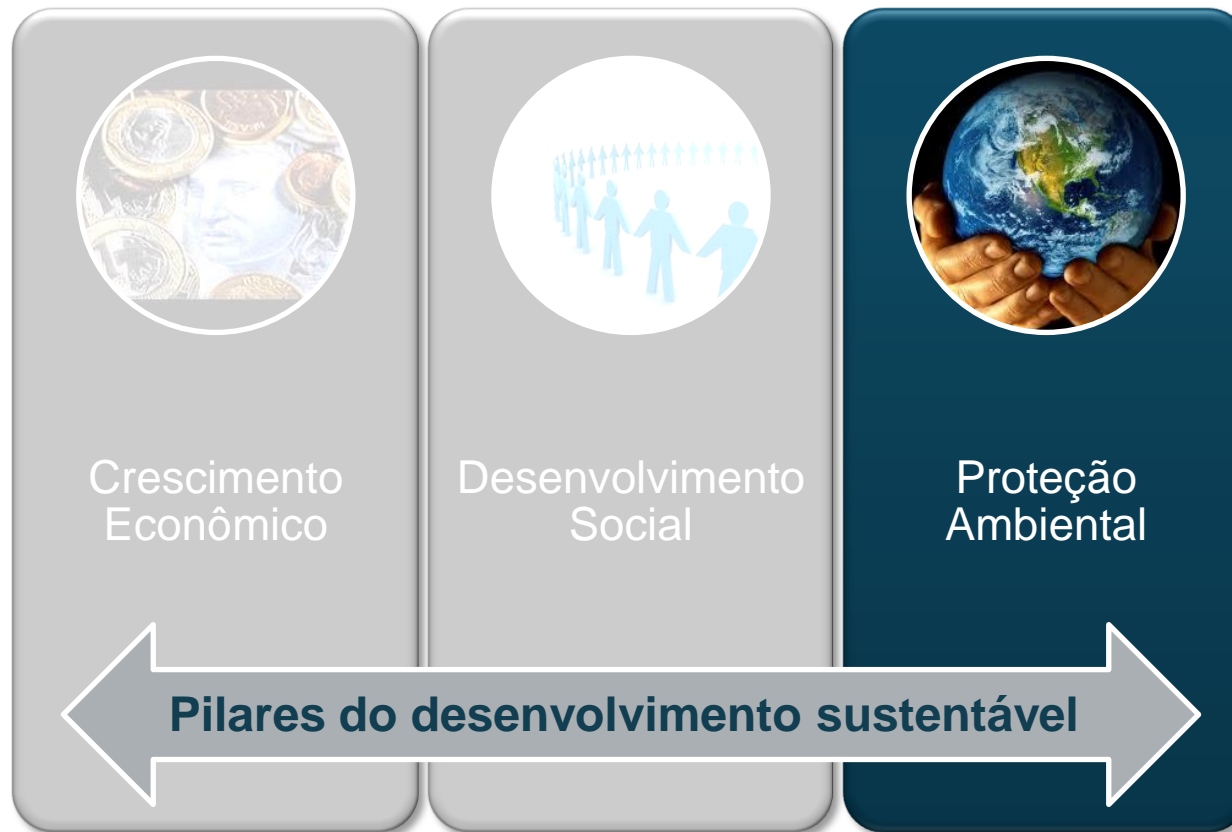 Crescimento
Econômico
Desenvolvimento
Social
Proteção
Ambiental
Pilares do desenvolvimento sustentável